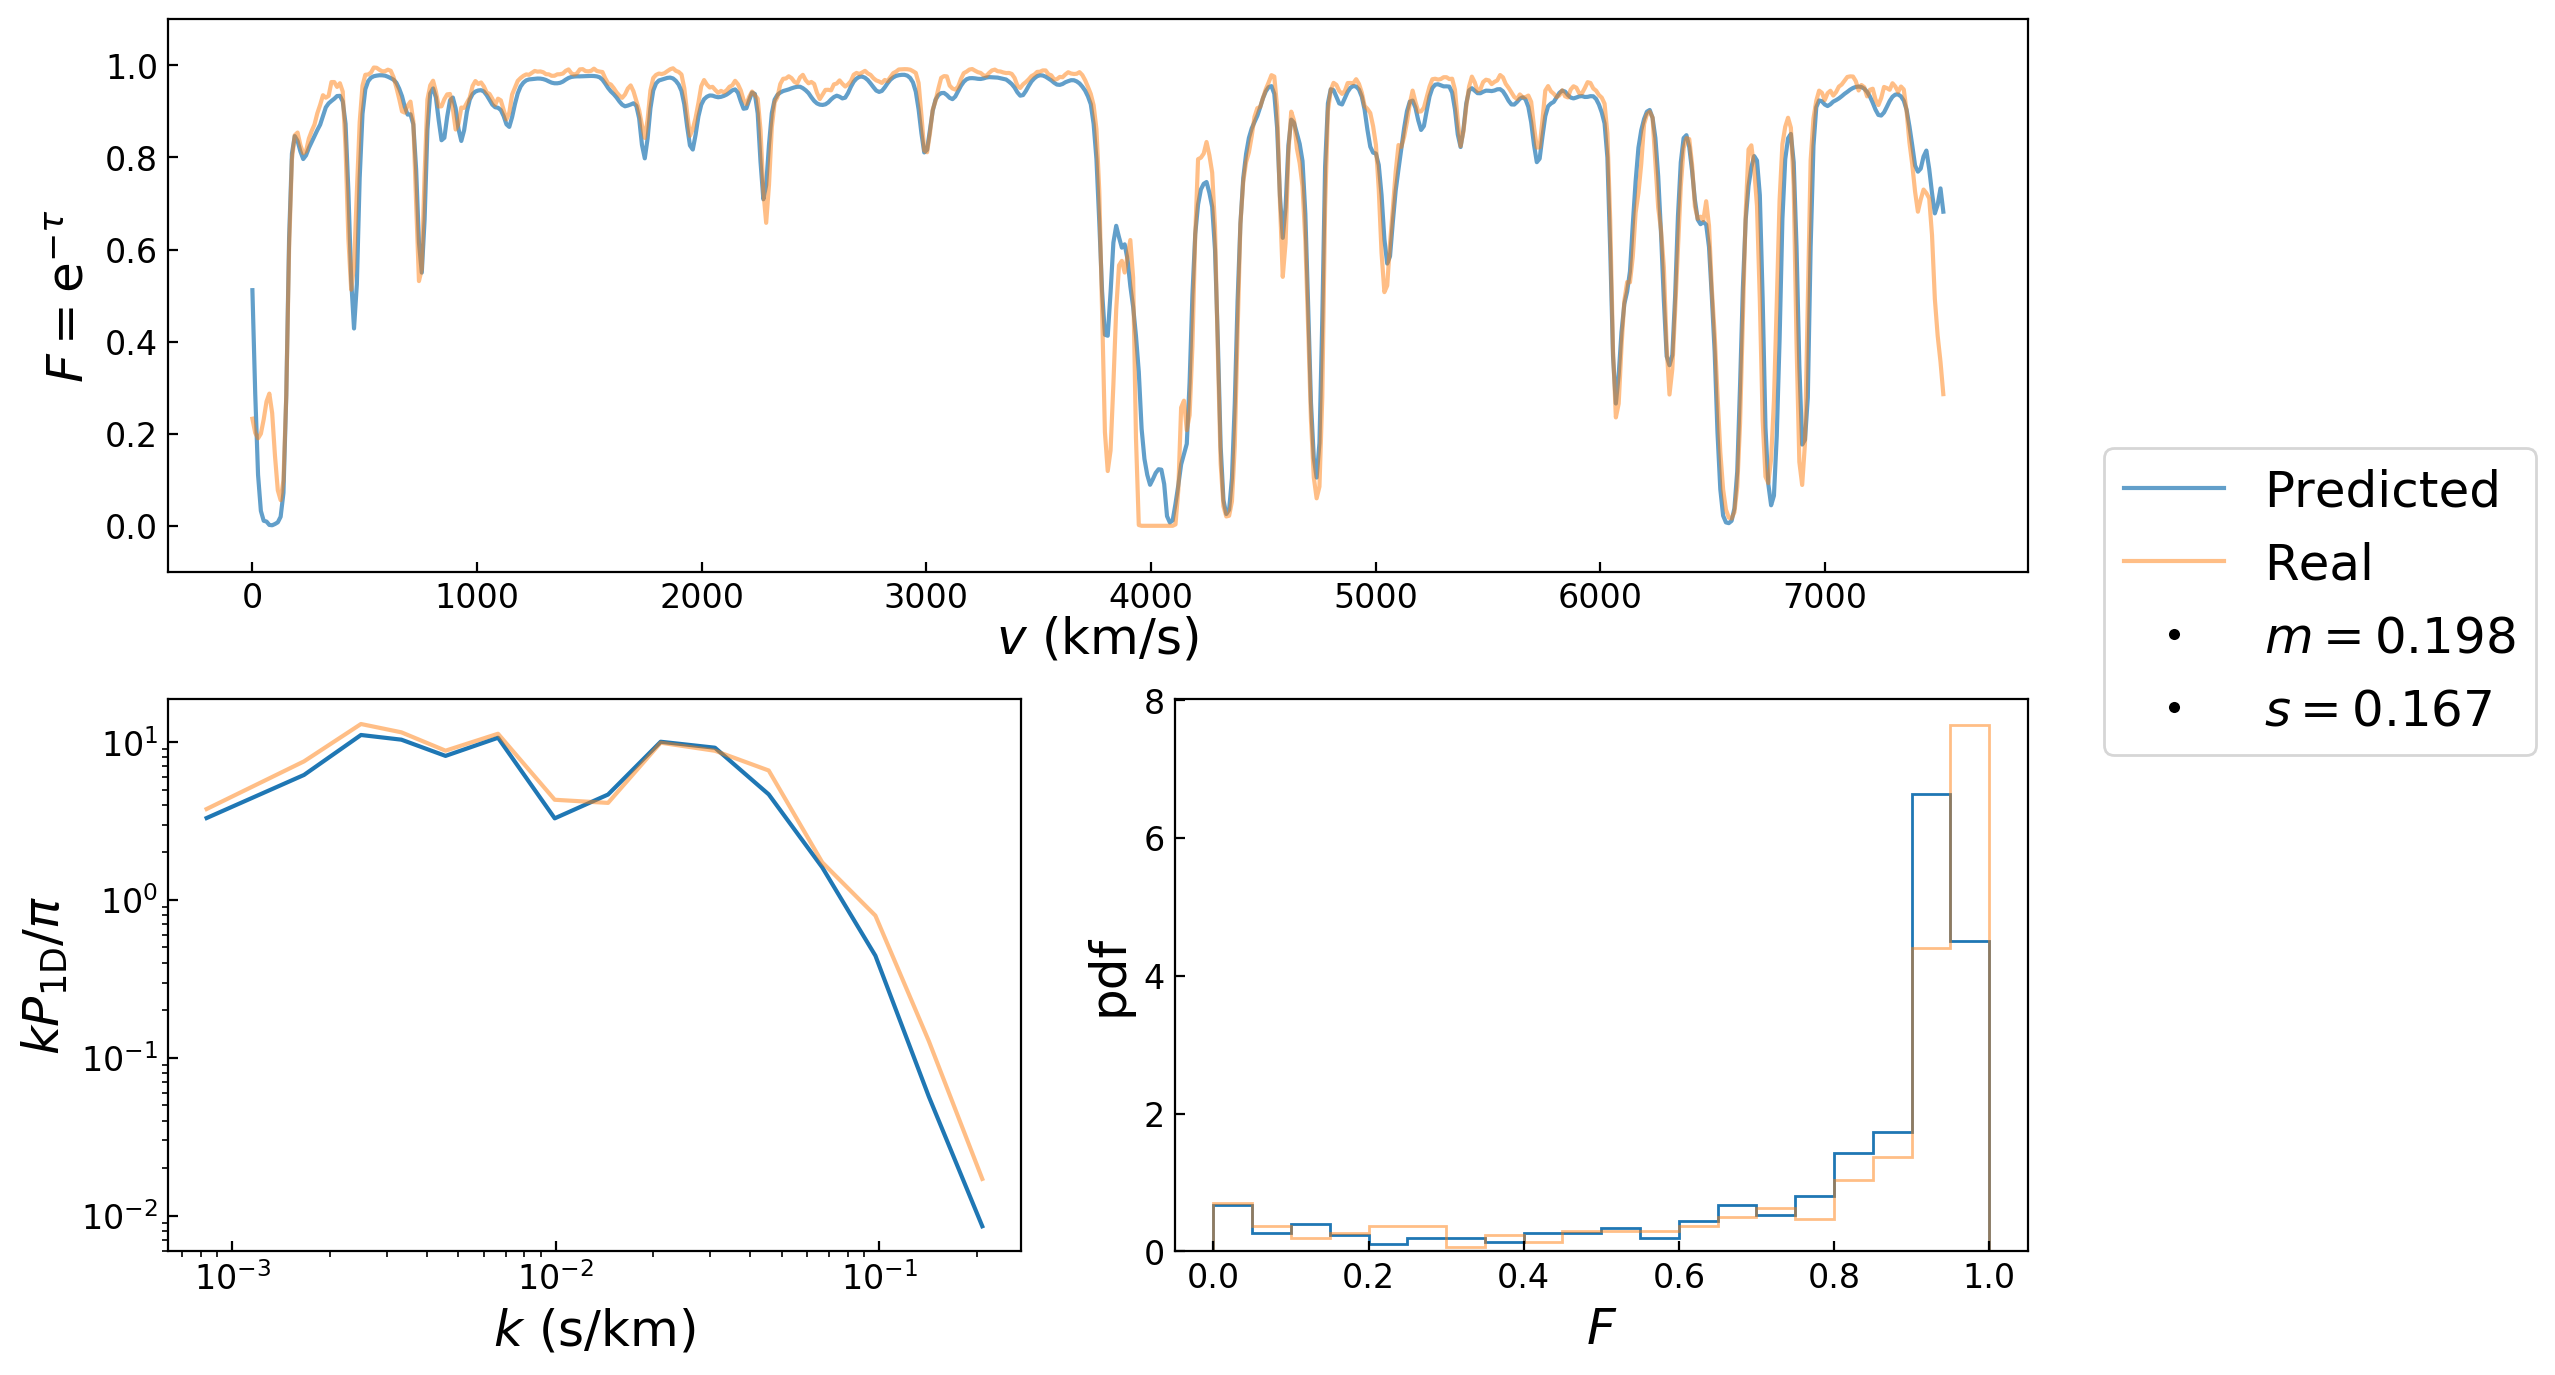 F = e^{−τ}
1.0
0.8
0.6
0.4
0.2
0.0
0 1000 2000 3000 4000 5000 6000 7000
v (km/s)
Predicted
Real
m = 0.198
s = 0.167
kP_{1D}/π
10^1
10^0
10^{−1}
10^{−2}
10^{−3} 10^{−2} 10^{−1}
k (s/km)
pdf
8
6
4
2
0
0.0 0.2 0.4 0.6 0.8 1.0
F